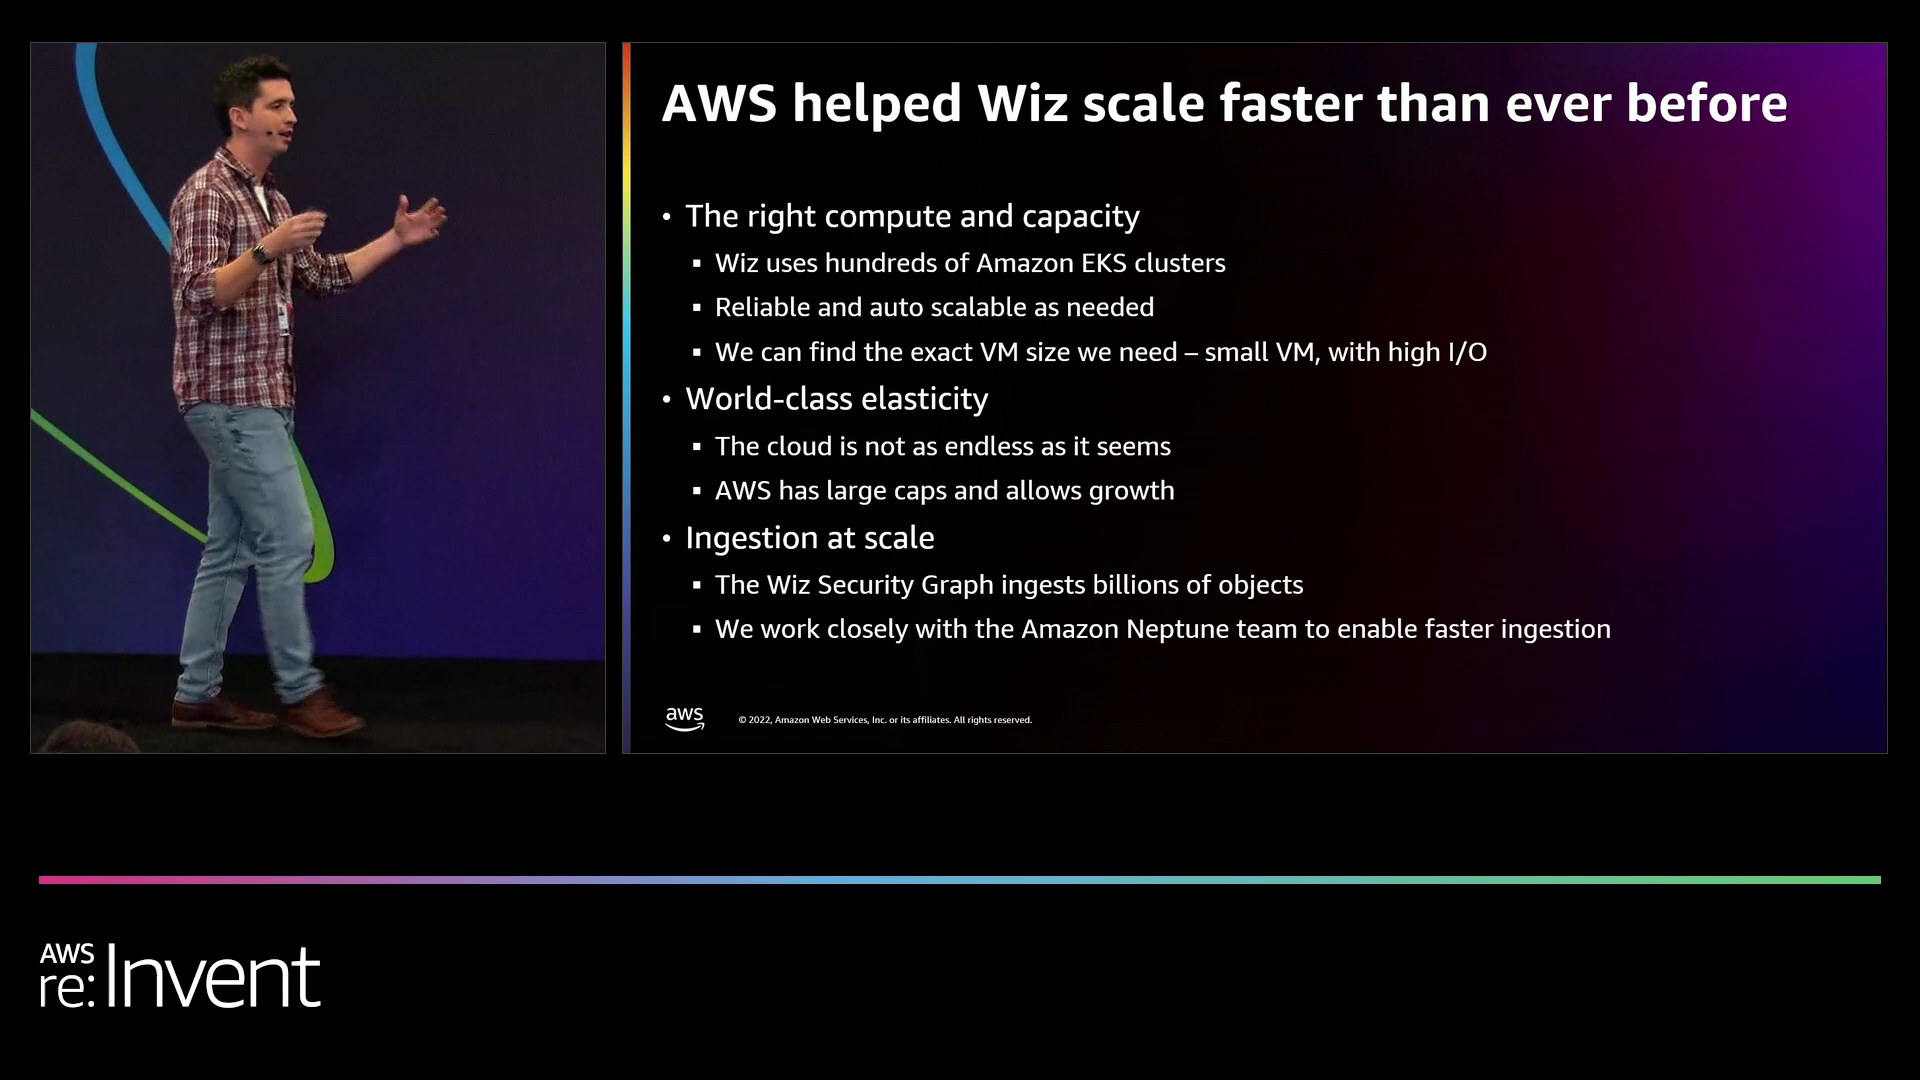 AWS helped Wiz scale faster than ever before
• The right compute and capacity
▪ Wiz uses hundreds of Amazon EKS clusters
▪ Reliable and auto scalable as needed
▪ We can find the exact VM size we need – small VM, with high I/O
• World-class elasticity
▪ The cloud is not as endless as it seems
▪ AWS has large caps and allows growth
• Ingestion at scale
▪ The Wiz Security Graph ingests billions of objects
▪ We work closely with the Amazon Neptune team to enable faster ingestion
aws
© 2022, Amazon Web Services, Inc. or its affiliates. All rights reserved.
AWS
re:Invent